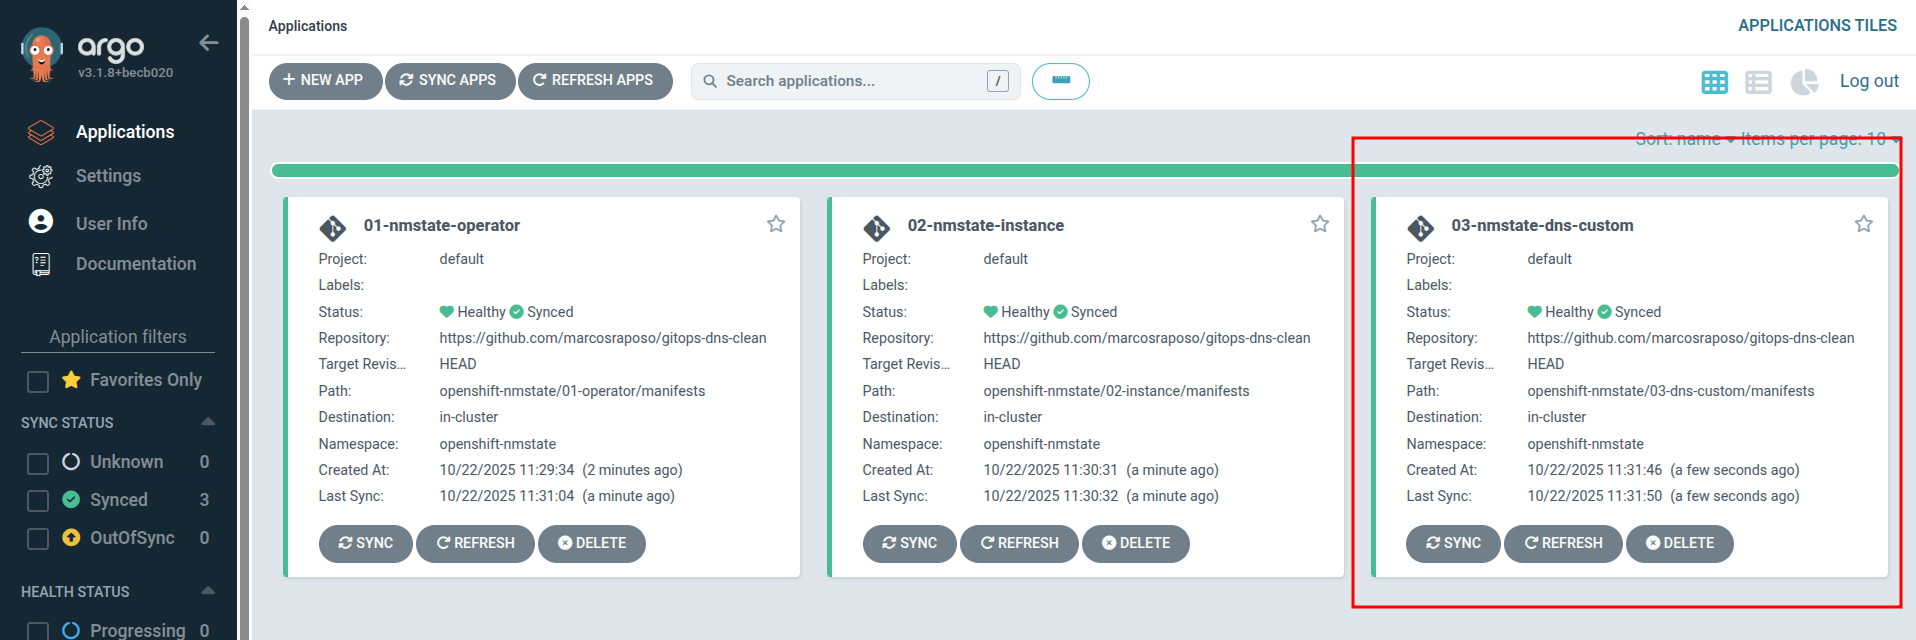 argo
v3.1.8+becb020
Applications
Settings
User Info
Documentation
Application filters
Favorites Only
SYNC STATUS
Unknown 0
Synced 3
OutOfSync 0
HEALTH STATUS
Progressing 0
Applications
APPLICATIONS TILES
NEW APP SYNC APPS REFRESH APPS Search applications... / Log out
Sort: name Items per page: 10
01-nmstate-operator
Project: default
Labels:
Status: Healthy Synced
Repository: https://github.com/marcosraposo/gitops-dns-clean
Target Revis... HEAD
Path: openshift-nmstate/01-operator/manifests
Destination: in-cluster
Namespace: openshift-nmstate
Created At: 10/22/2025 11:29:34 (2 minutes ago)
Last Sync: 10/22/2025 11:31:04 (a minute ago)
SYNC REFRESH DELETE
02-nmstate-instance
Project: default
Labels:
Status: Healthy Synced
Repository: https://github.com/marcosraposo/gitops-dns-clean
Target Revis... HEAD
Path: openshift-nmstate/02-instance/manifests
Destination: in-cluster
Namespace: openshift-nmstate
Created At: 10/22/2025 11:30:31 (a minute ago)
Last Sync: 10/22/2025 11:30:32 (a minute ago)
SYNC REFRESH DELETE
03-nmstate-dns-custom
Project: default
Labels:
Status: Healthy Synced
Repository: https://github.com/marcosraposo/gitops-dns-clean
Target Revis... HEAD
Path: openshift-nmstate/03-dns-custom/manifests
Destination: in-cluster
Namespace: openshift-nmstate
Created At: 10/22/2025 11:31:46 (a few seconds ago)
Last Sync: 10/22/2025 11:31:50 (a few seconds ago)
SYNC REFRESH DELETE